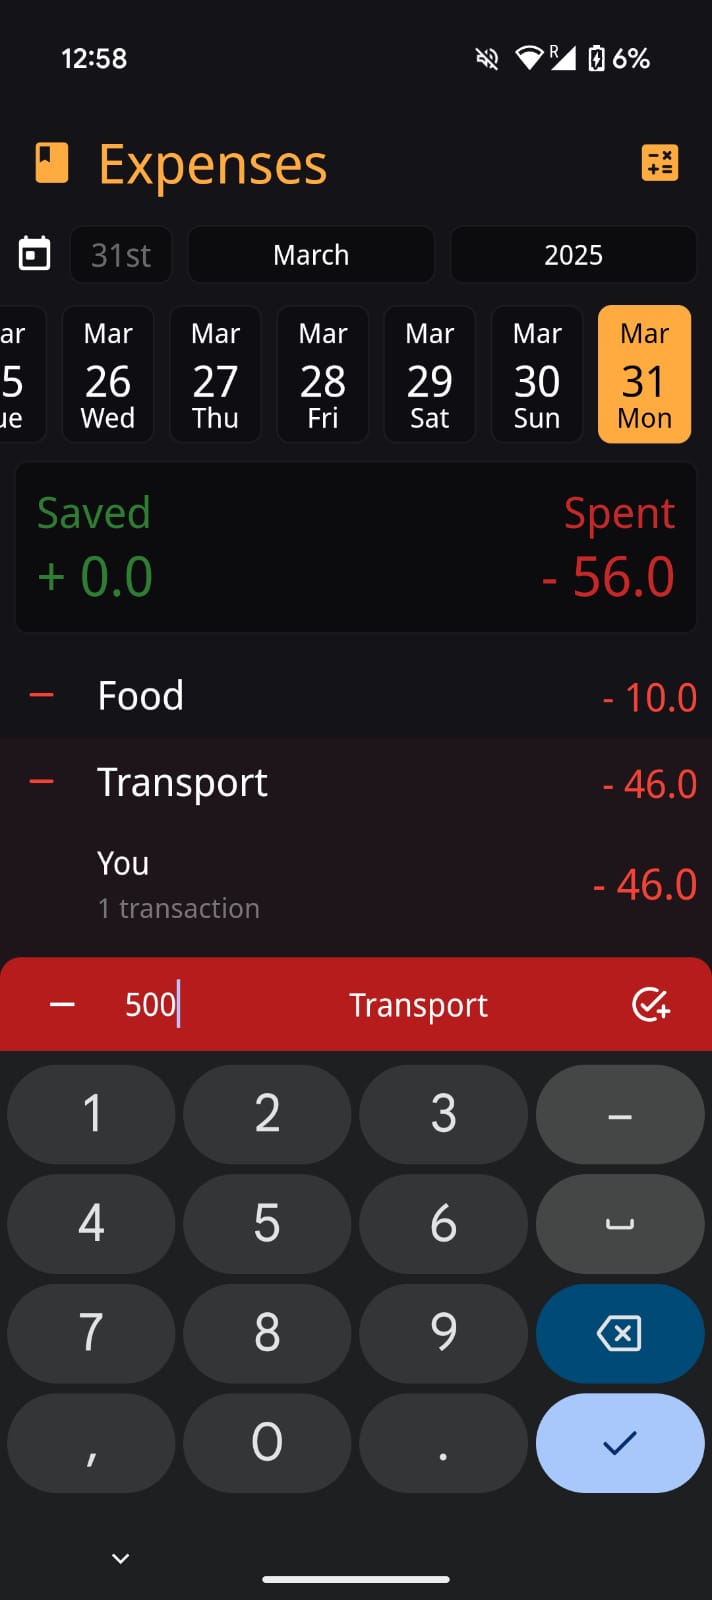 12:58 R 6%
Expenses
31st March 2025
ar Mar Mar Mar Mar Mar Mar
5 26 27 28 29 30 31
ue Wed Thu Fri Sat Sun Mon
Saved Spent
+ 0.0 - 56.0
− Food - 10.0
− Transport - 46.0
You - 46.0
1 transaction
− 500 Transport
1 2 3 −
4 5 6
7 8 9
, 0 .